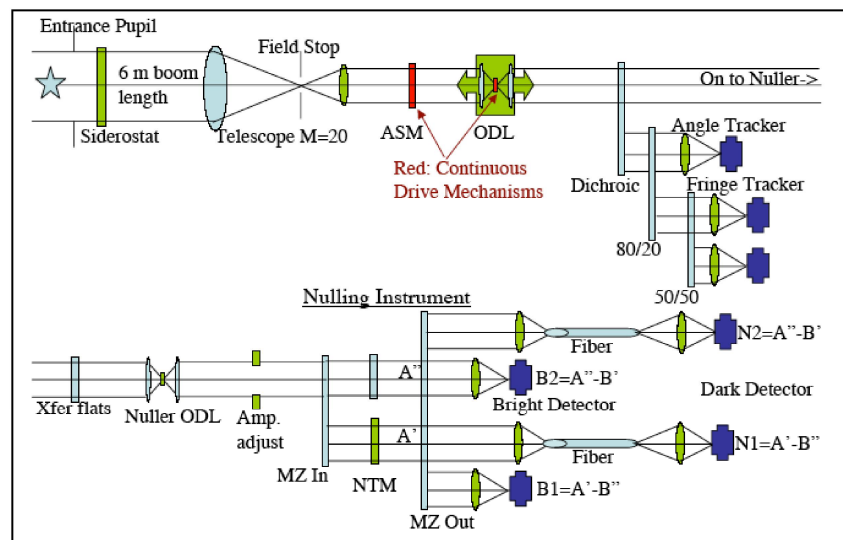 Entrance Pupil
Field Stop
6 m boom
length
On to Nuller->
Siderostat
Telescope M=20
ASM
ODL
Angle Tracker
Red: Continuous
Drive Mechanisms
Dichroic
Fringe Tracker
80/20
50/50
Nulling Instrument
N2=A”-B’
Fiber
A”
B2=A”-B’
Xfer flats
Nuller ODL
Amp.
adjust
Bright Detector
Dark Detector
A’
MZ In
NTM
Fiber
N1=A’-B”
B1=A’-B”
MZ Out